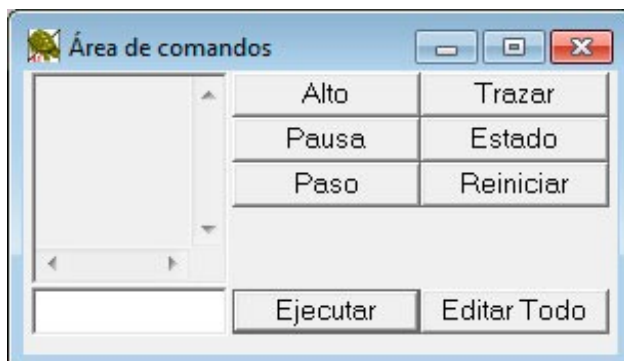 Área de comandos
Alto Trazar
Pausa Estado
Paso Reiniciar
Ejecutar Editar Todo